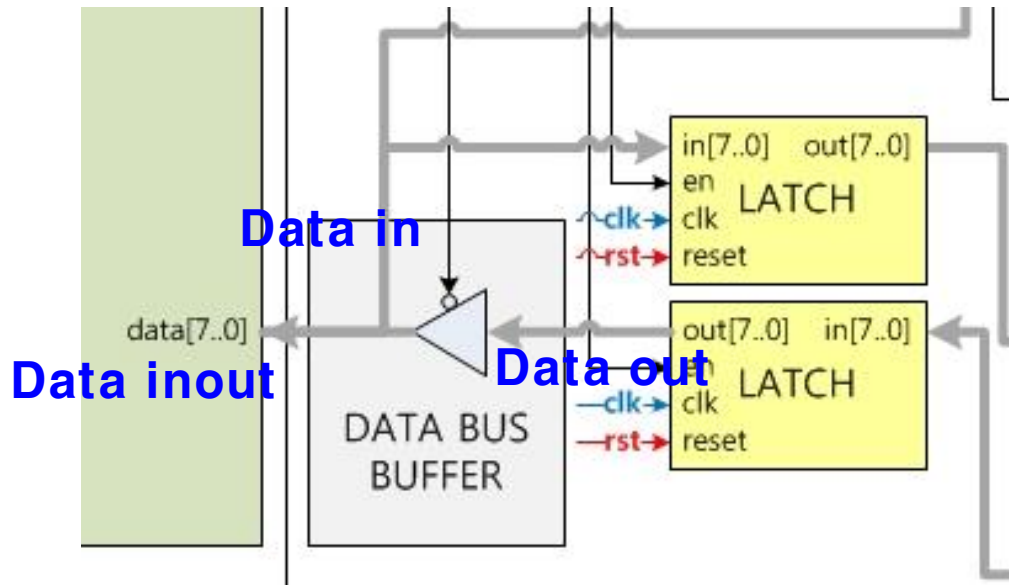 in[7..0] out[7..0]
en
LATCH
clk clk
rst reset
Data in
data[7..0]
Data inout
out[7..0] in[7..0]
Data out
en
LATCH
clk clk
rst reset
DATA BUS
BUFFER